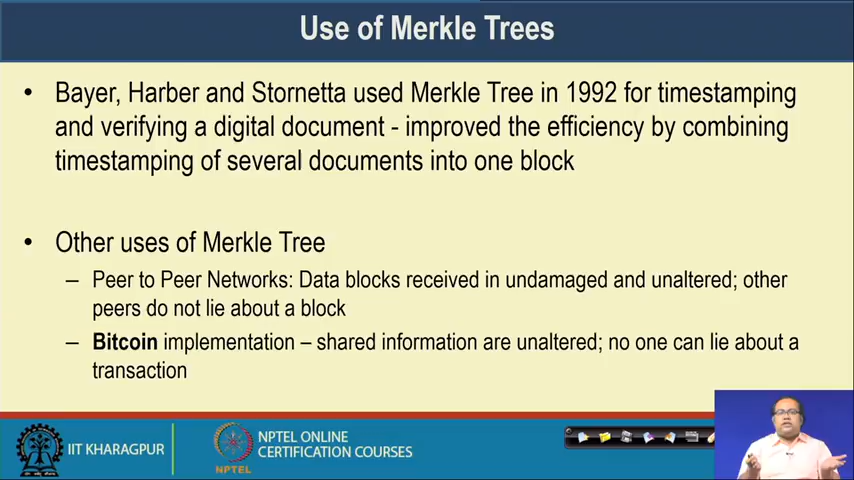 Use of Merkle Trees
• Bayer, Harber and Stornetta used Merkle Tree in 1992 for timestamping
and verifying a digital document - improved the efficiency by combining
timestamping of several documents into one block
• Other uses of Merkle Tree
– Peer to Peer Networks: Data blocks received in undamaged and unaltered; other
peers do not lie about a block
– Bitcoin implementation – shared information are unaltered; no one can lie about a
transaction
IIT KHARAGPUR
NPTEL
NPTEL ONLINE
CERTIFICATION COURSES